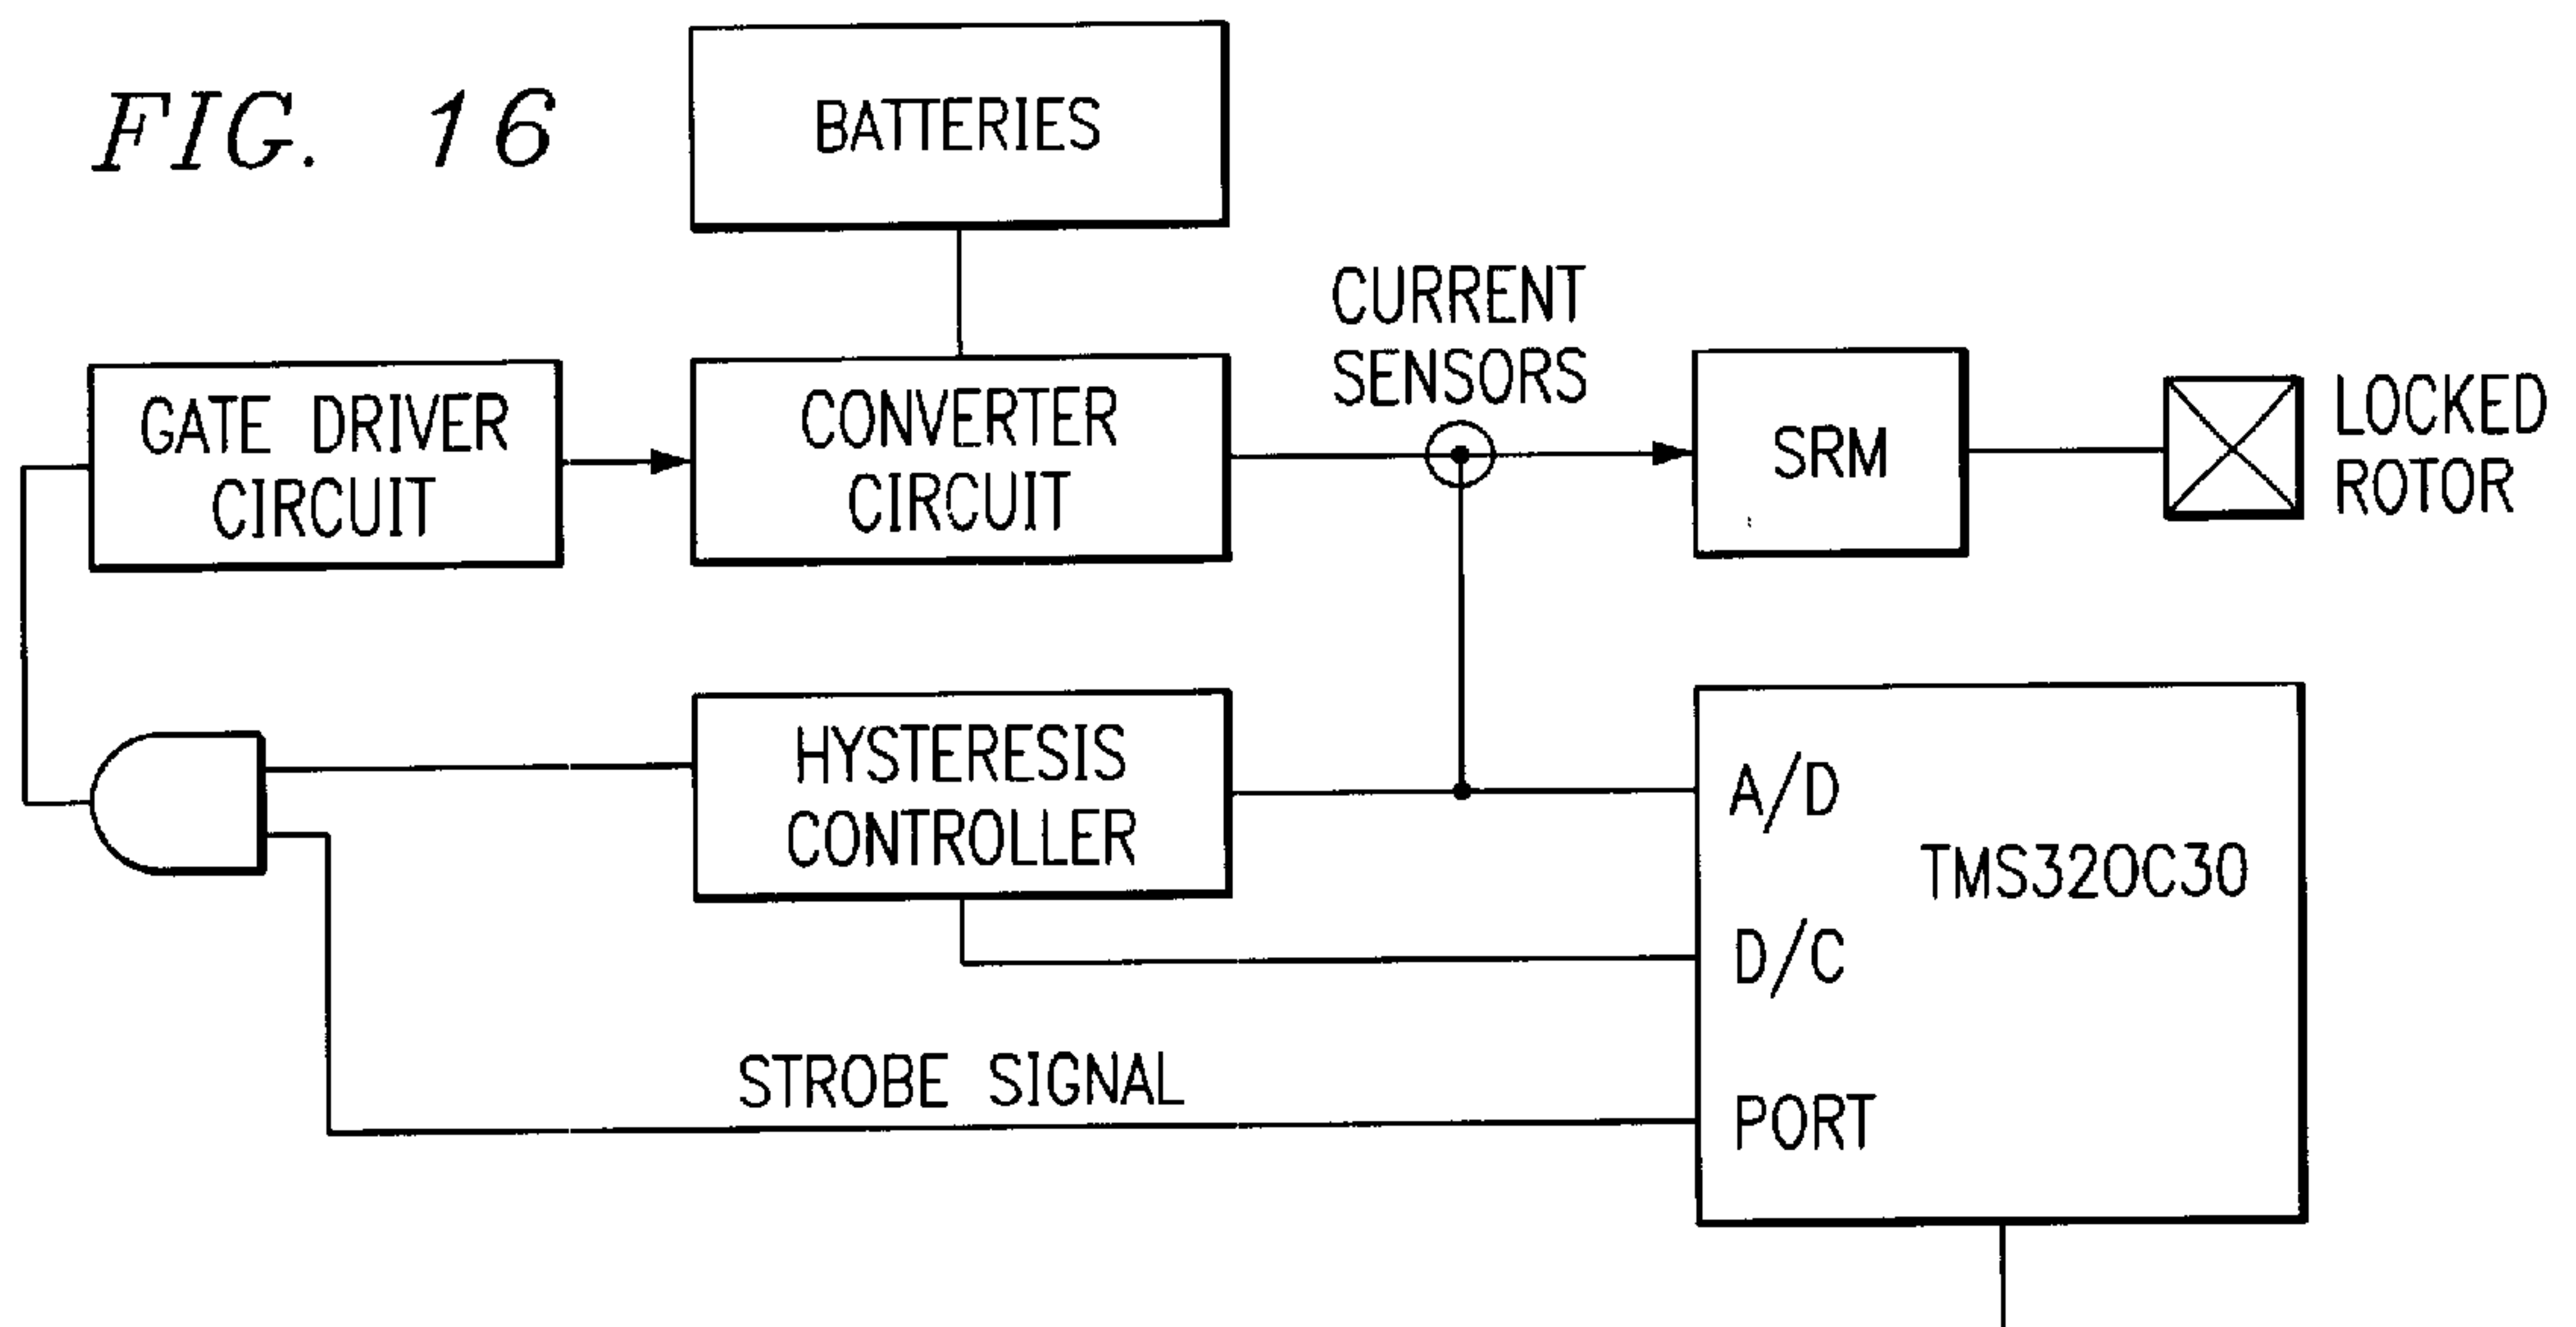 FIG. 16
BATTERIES
CURRENT
SENSORS
GATE DRIVER
CIRCUIT
CONVERTER
CIRCUIT
SRM
LOCKED
ROTOR
HYSTERESIS
CONTROLLER
A/D
TMS320C30
D/C
STROBE SIGNAL
PORT